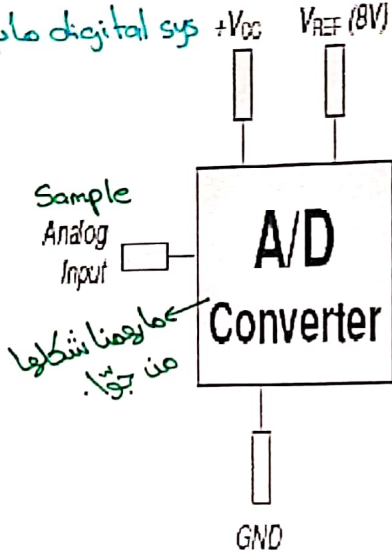 digital sys +VCC VREF (8V)
Sample
Analog
Input
A/D
Converter
ما يهمنا شكلها
من جوّا.
GND